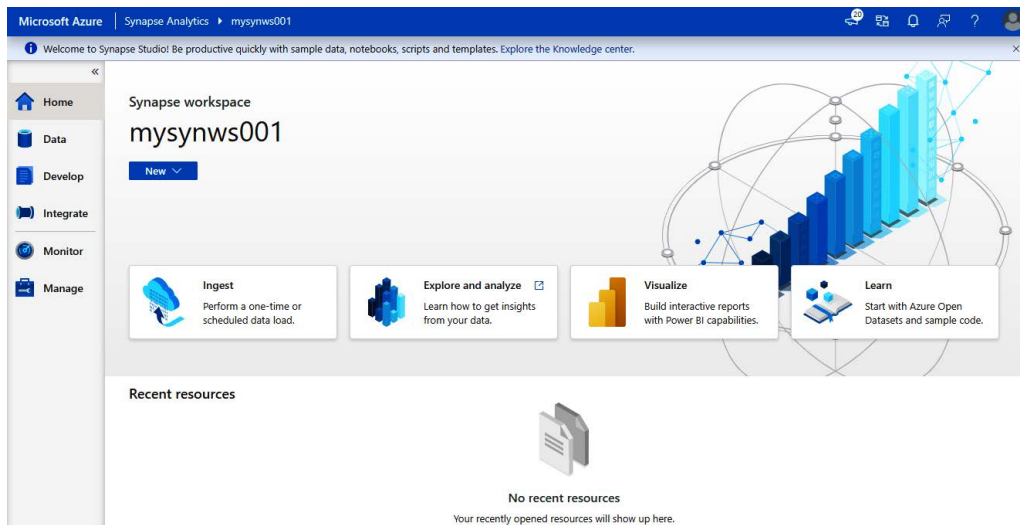 Microsoft Azure
Synapse Analytics
mysynws001
20
?
Welcome to Synapse Studio! Be productive quickly with sample data, notebooks, scripts and templates. Explore the Knowledge center.
×
«
Home
Data
Develop
Integrate
Monitor
Manage
Synapse workspace
mysynws001
New
Ingest
Perform a one-time or
scheduled data load.
Explore and analyze
Learn how to get insights
from your data.
Visualize
Build interactive reports
with Power BI capabilities.
Learn
Start with Azure Open
Datasets and sample code.
Recent resources
No recent resources
Your recently opened resources will show up here.